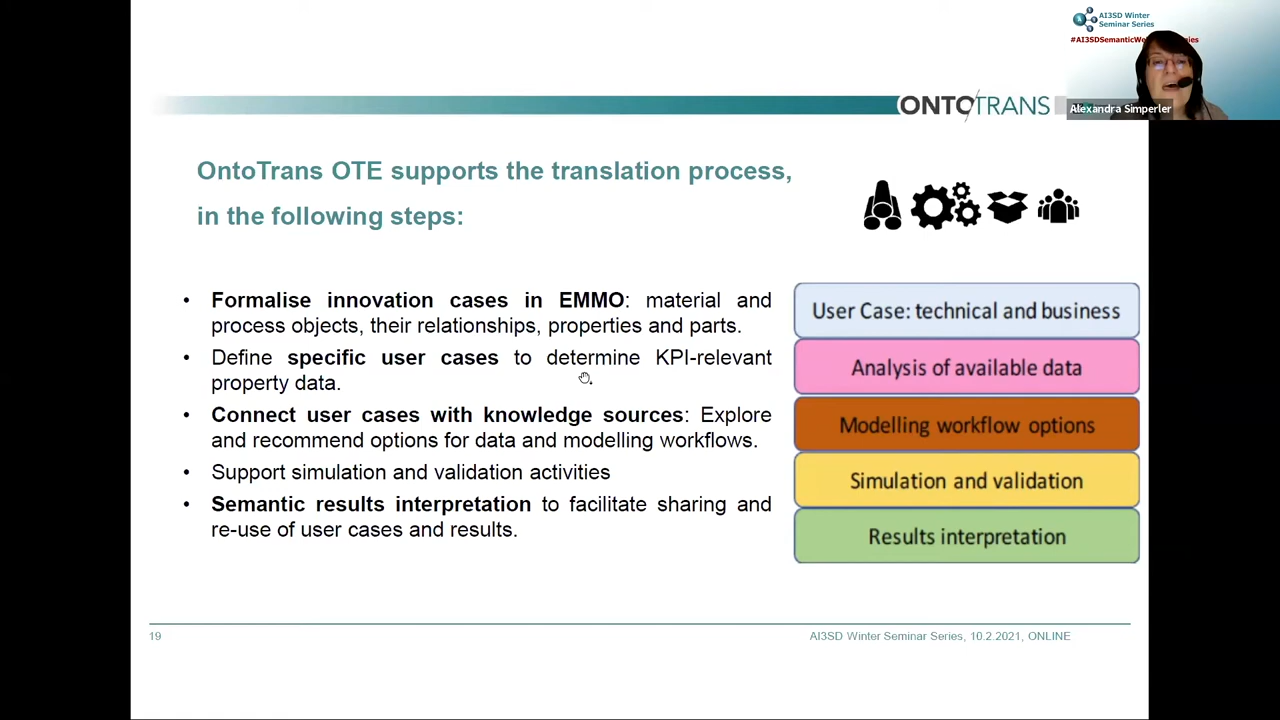 AI3SD Winter
Seminar Series
#AI3SDSemanticWe
ies
Alexandra Simperler
ONTOTRANS
OntoTrans OTE supports the translation process,
in the following steps:
• Formalise innovation cases in EMMO: material and
process objects, their relationships, properties and parts.
• Define specific user cases to determine KPI-relevant
property data.
• Connect user cases with knowledge sources: Explore
and recommend options for data and modelling workflows.
• Support simulation and validation activities
• Semantic results interpretation to facilitate sharing and
re-use of user cases and results.
User Case: technical and business
Analysis of available data
Modelling workflow options
Simulation and validation
Results interpretation
19
AI3SD Winter Seminar Series, 10.2.2021, ONLINE